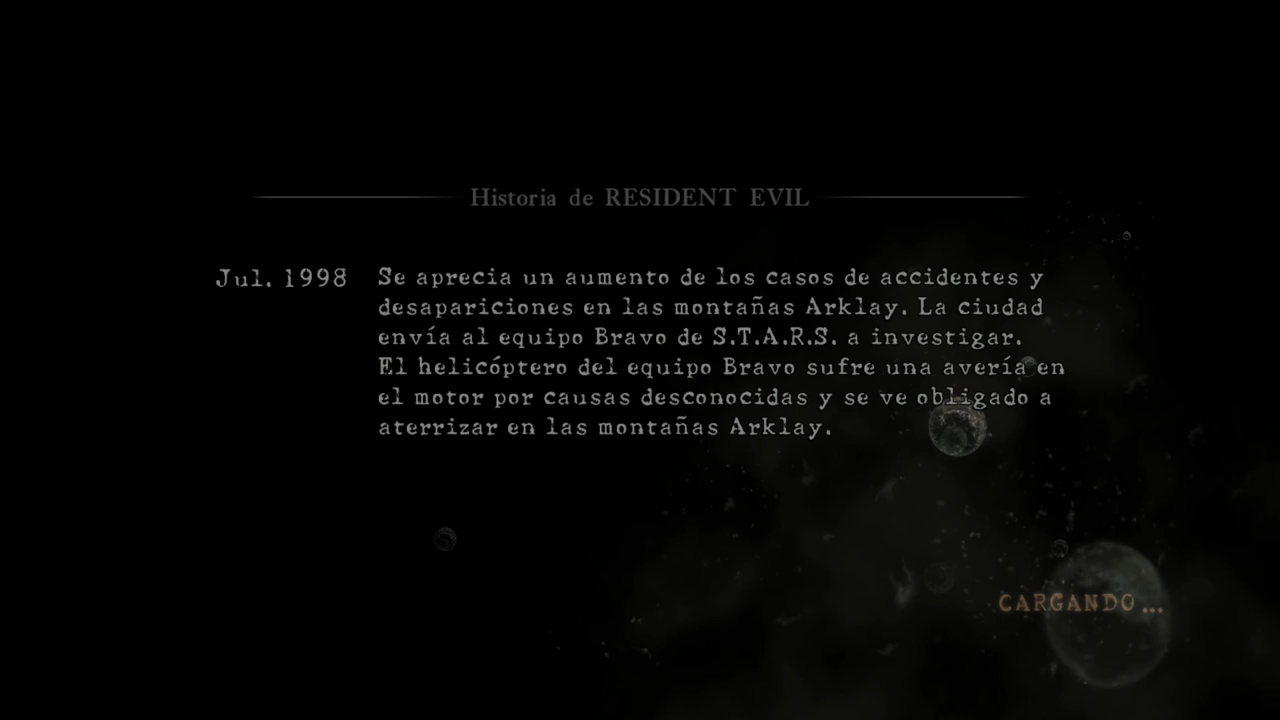 Historia de RESIDENT EVIL
Jul. 1998 Se aprecia un aumento de los casos de accidentes y
desapariciones en las montañas Arklay. La ciudad
envía al equipo Bravo de S.T.A.R.S. a investigar.
El helicóptero del equipo Bravo sufre una avería en
el motor por causas desconocidas y se ve obligado a
aterrizar en las montañas Arklay.
CARGANDO...